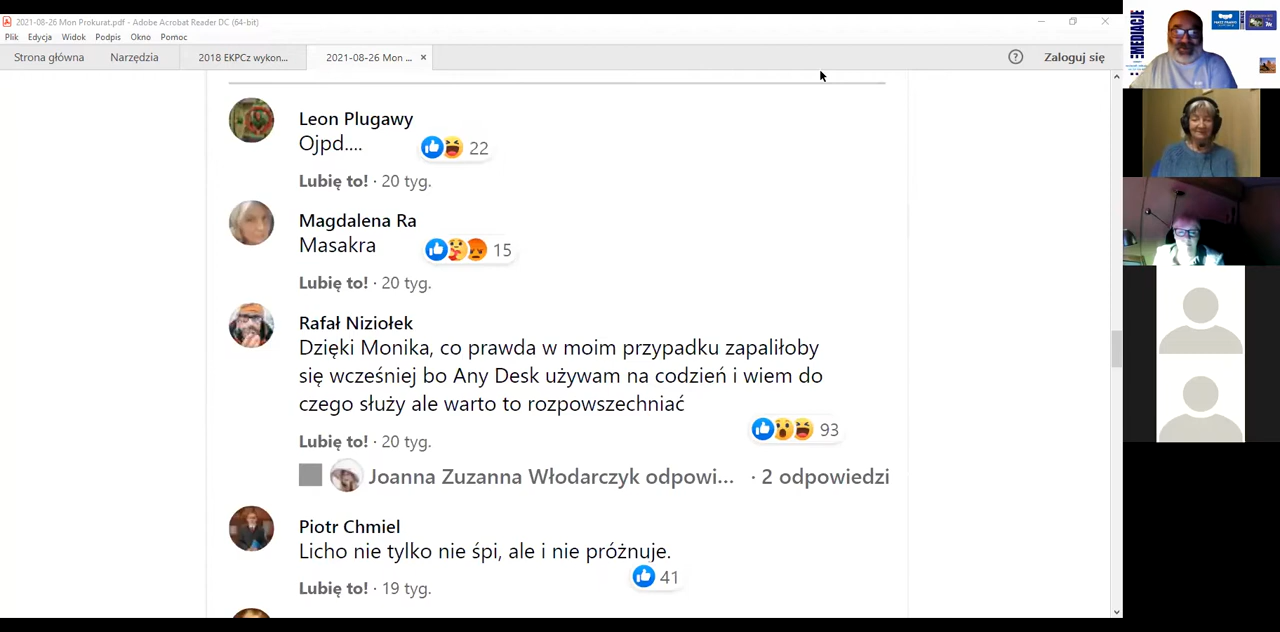 2021-08-26 Mon Prokurat.pdf - Adobe Acrobat Reader DC (64-bit)
Plik Edycja Widok Podpis Okno Pomoc
Strona główna Narzędzia 2018 EKPCz wykon... 2021-08-26 Mon ... × ? Zaloguj się
Leon Plugawy
Ojpd....
22
Lubię to! · 20 tyg.
Magdalena Ra
Masakra
15
Lubię to! · 20 tyg.
Rafał Niziołek
Dzięki Monika, co prawda w moim przypadku zapaliłoby
się wcześniej bo Any Desk używam na codzień i wiem do
czego służy ale warto to rozpowszechniać
93
Lubię to! · 20 tyg.
Joanna Zuzanna Włodarczyk odpowi... · 2 odpowiedzi
Piotr Chmiel
Licho nie tylko nie śpi, ale i nie próżnuje.
41
Lubię to! · 19 tyg.
MEDIACJE